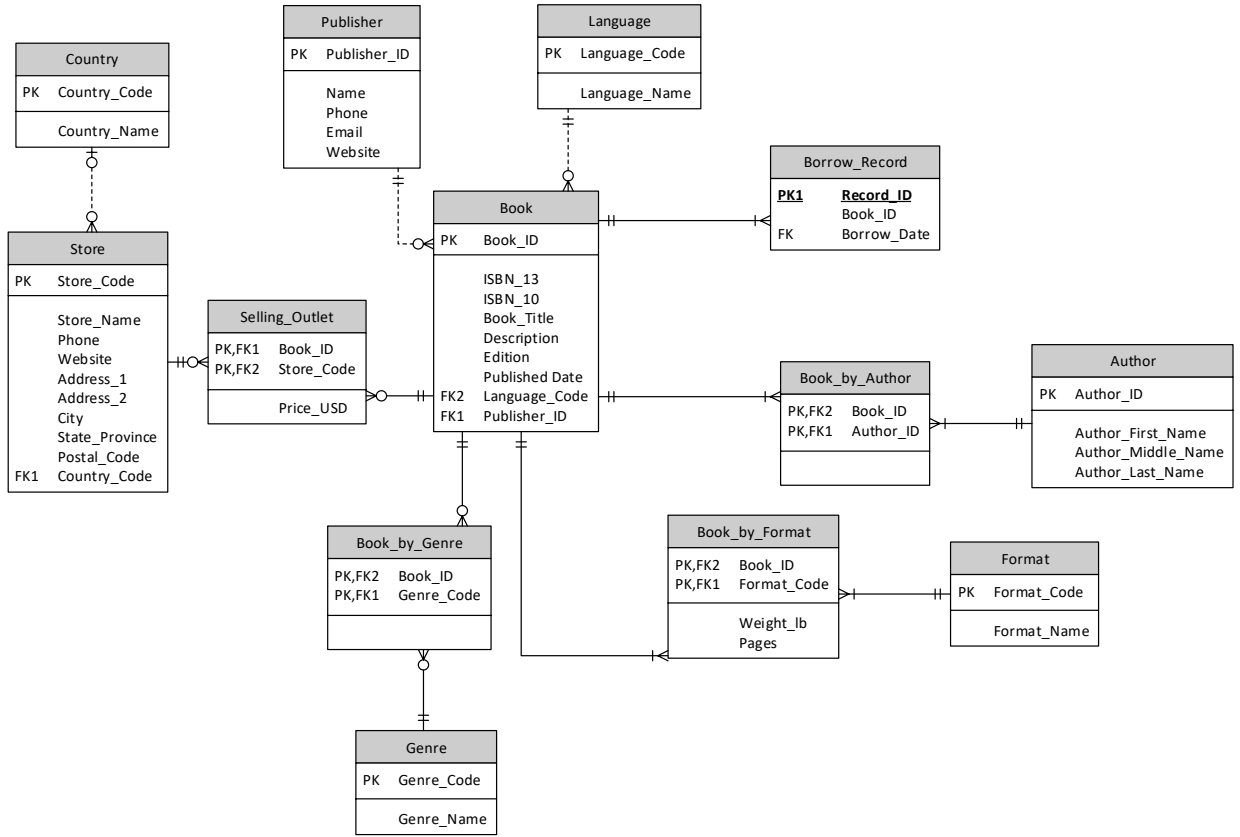 Country
PK Country_Code
Country_Name
Publisher
PK Publisher_ID
Name
Phone
Email
Website
Language
PK Language_Code
Language_Name
Borrow_Record
PK1 Record_ID
Book_ID
FK Borrow_Date
Store
PK Store_Code
Store_Name
Phone
Website
Address_1
Address_2
City
State_Province
Postal_Code
FK1 Country_Code
Selling_Outlet
PK,FK1 Book_ID
PK,FK2 Store_Code
Price_USD
Book
PK Book_ID
ISBN_13
ISBN_10
Book_Title
Description
Edition
Published Date
FK2 Language_Code
FK1 Publisher_ID
Book_by_Author
PK,FK2 Book_ID
PK,FK1 Author_ID
Author
PK Author_ID
Author_First_Name
Author_Middle_Name
Author_Last_Name
Book_by_Genre
PK,FK2 Book_ID
PK,FK1 Genre_Code
Book_by_Format
PK,FK2 Book_ID
PK,FK1 Format_Code
Weight_lb
Pages
Format
PK Format_Code
Format_Name
Genre
PK Genre_Code
Genre_Name